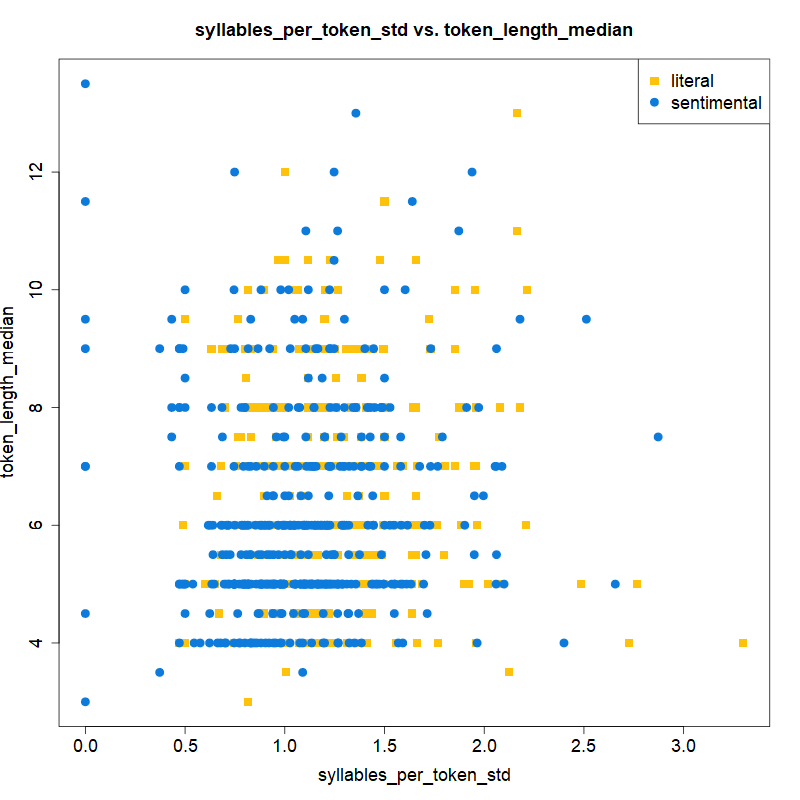 syllables_per_token_std vs. token_length_median
literal
sentimental
token_length_median
12
10
8
6
4
0.0 0.5 1.0 1.5 2.0 2.5 3.0
syllables_per_token_std